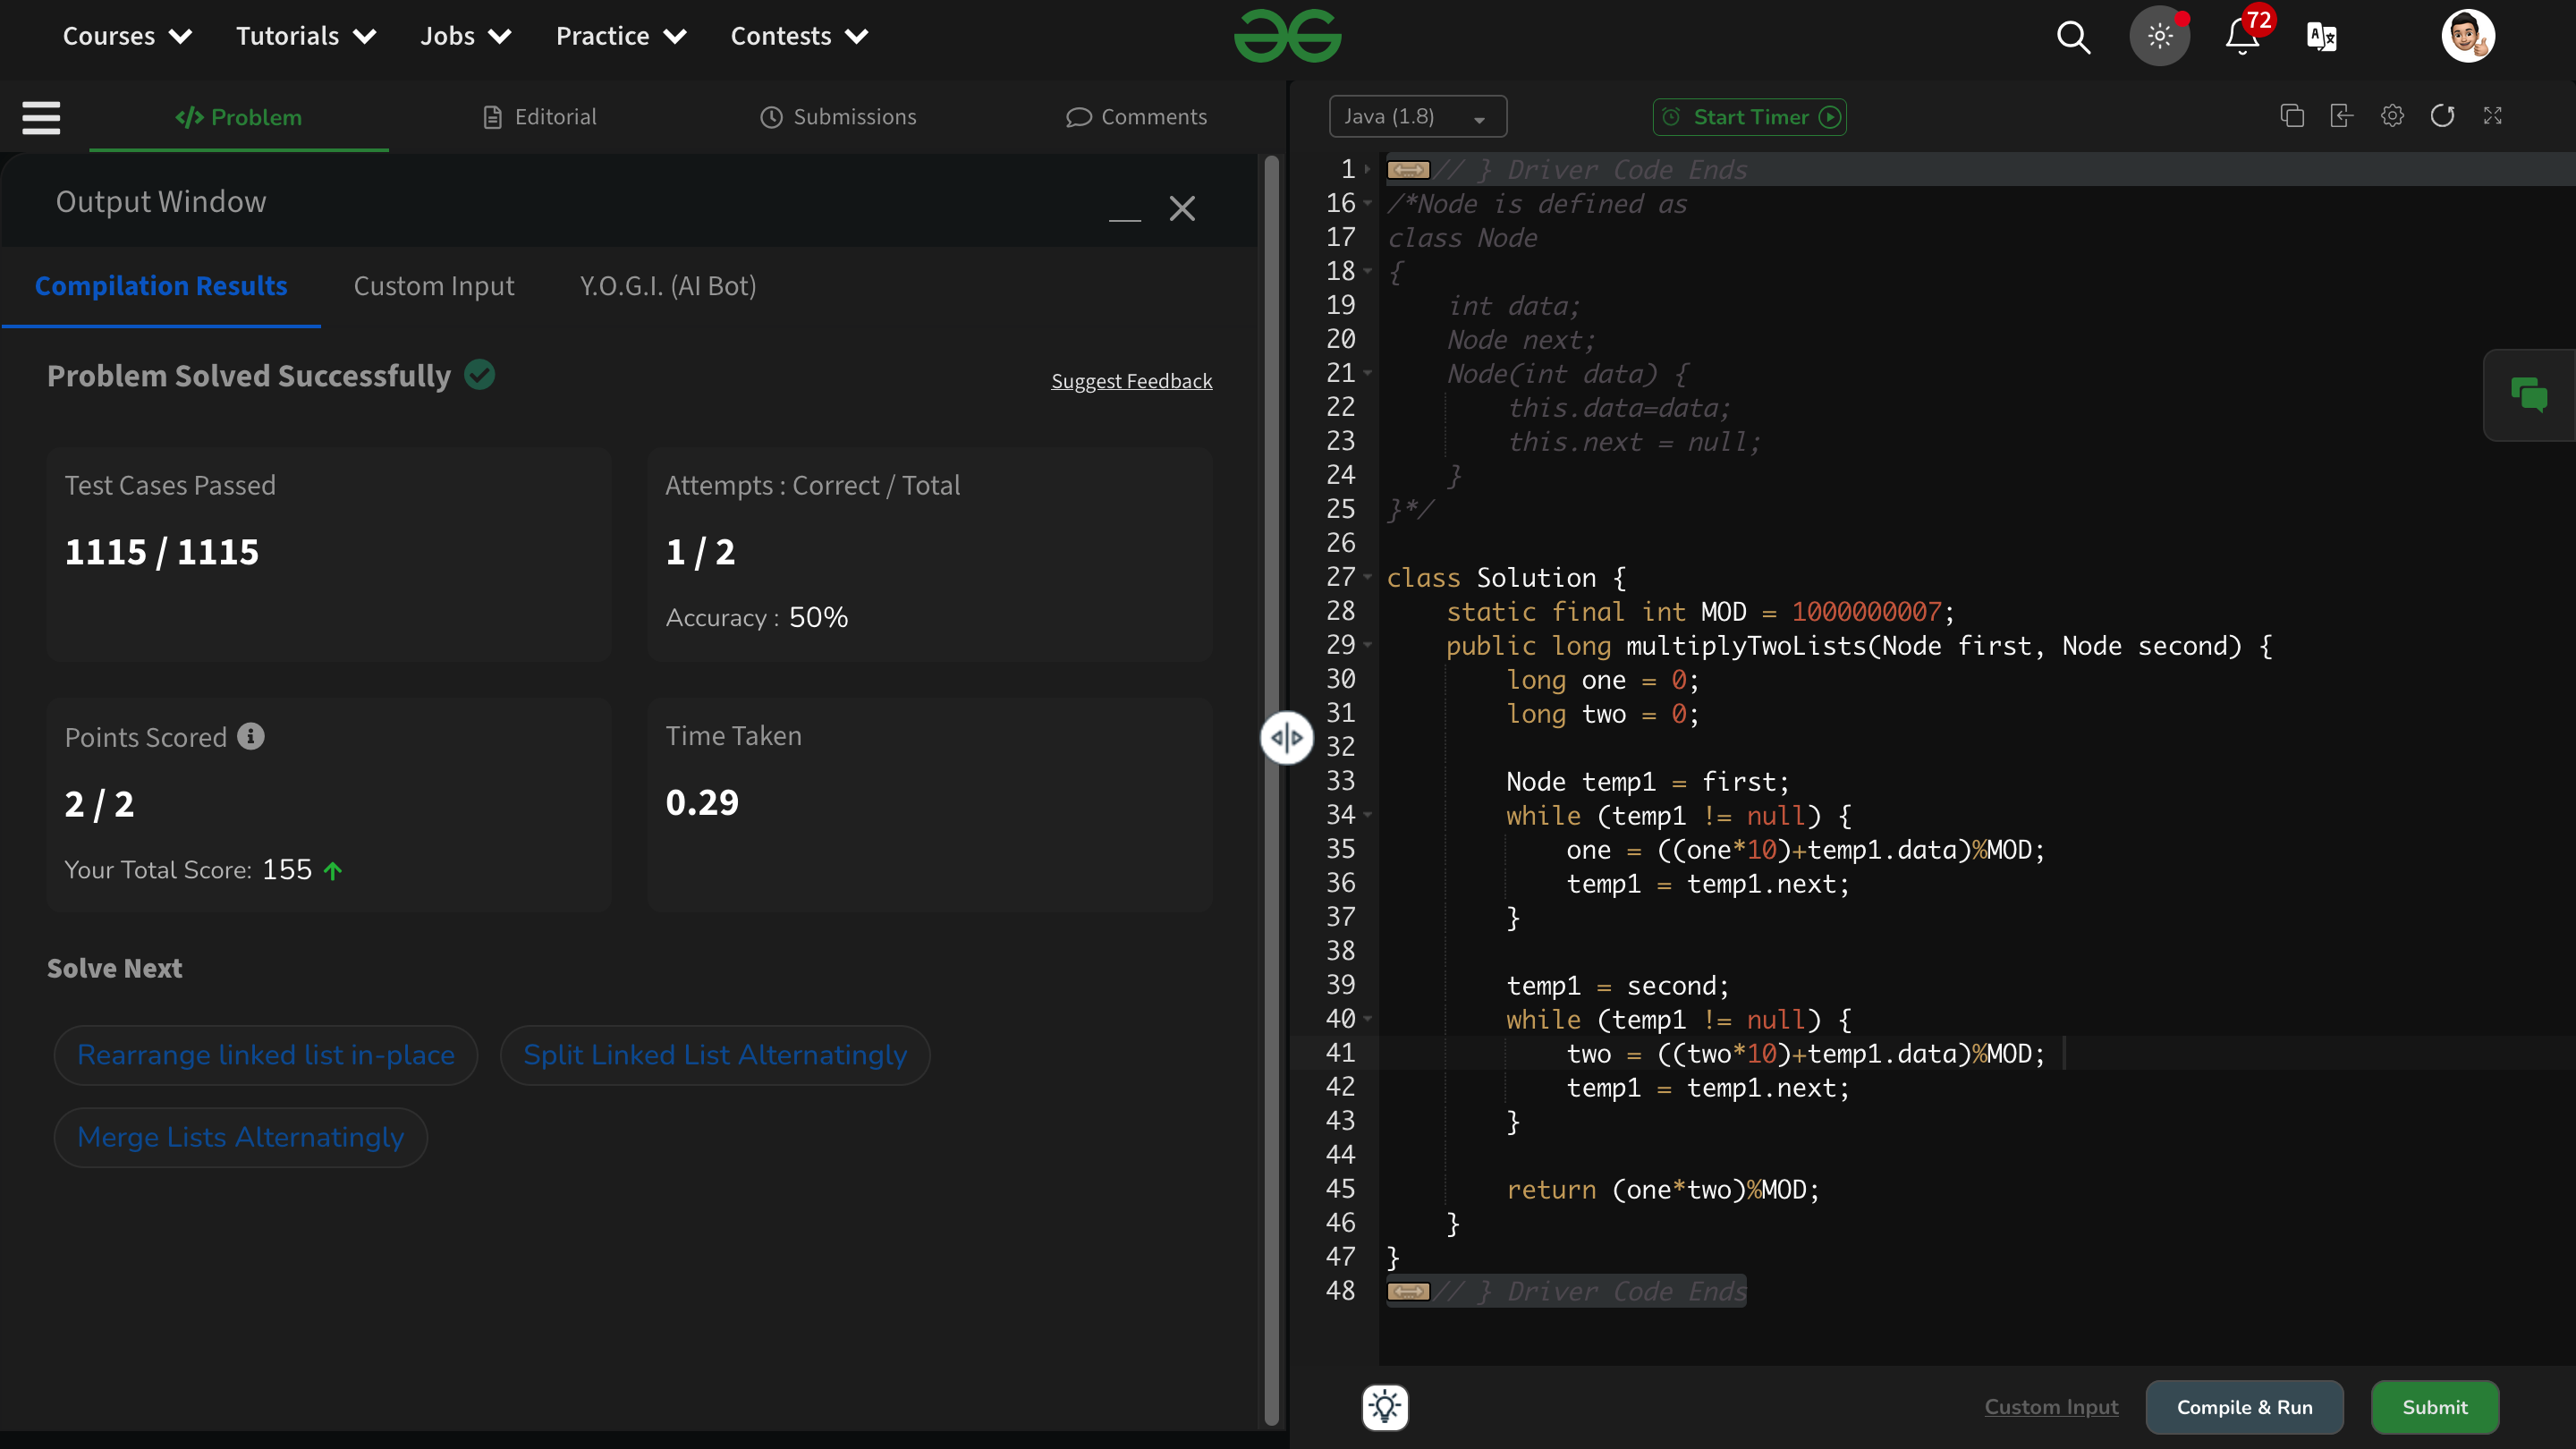 Courses Tutorials Jobs Practice Contests
72
Problem Editorial Submissions Comments
Output Window
Compilation Results Custom Input Y.O.G.I. (AI Bot)
Problem Solved Successfully
Suggest Feedback
Test Cases Passed
1115 / 1115
Attempts : Correct / Total
1 / 2
Accuracy : 50%
Points Scored
2 / 2
Your Total Score: 155
Time Taken
0.29
Solve Next
Rearrange linked list in-place
Split Linked List Alternatingly
Merge Lists Alternatingly
Java (1.8)
Start Timer
1 // } Driver Code Ends
16 /*Node is defined as
17 class Node
18 {
19 int data;
20 Node next;
21 Node(int data) {
22 this.data=data;
23 this.next = null;
24 }
25 }*/
26
27 class Solution {
28 static final int MOD = 1000000007;
29 public long multiplyTwoLists(Node first, Node second) {
30 long one = 0;
31 long two = 0;
32
33 Node temp1 = first;
34 while (temp1 != null) {
35 one = ((one*10)+temp1.data)%MOD;
36 temp1 = temp1.next;
37 }
38
39 temp1 = second;
40 while (temp1 != null) {
41 two = ((two*10)+temp1.data)%MOD;
42 temp1 = temp1.next;
43 }
44
45 return (one*two)%MOD;
46 }
47 }
48 // } Driver Code Ends
Custom Input
Compile & Run
Submit